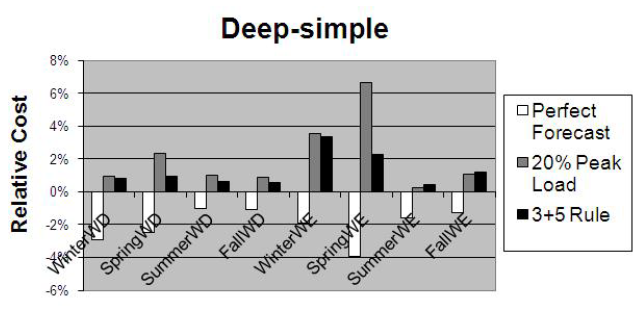 Deep-simple
Relative Cost
8%
6%
4%
2%
0%
-2%
-4%
-6%
WinterWD
SpringWD
SummerWD
FallWD
WinterWE
SpringWE
SummerWE
FallWE
Perfect
Forecast
20% Peak
Load
3+5 Rule